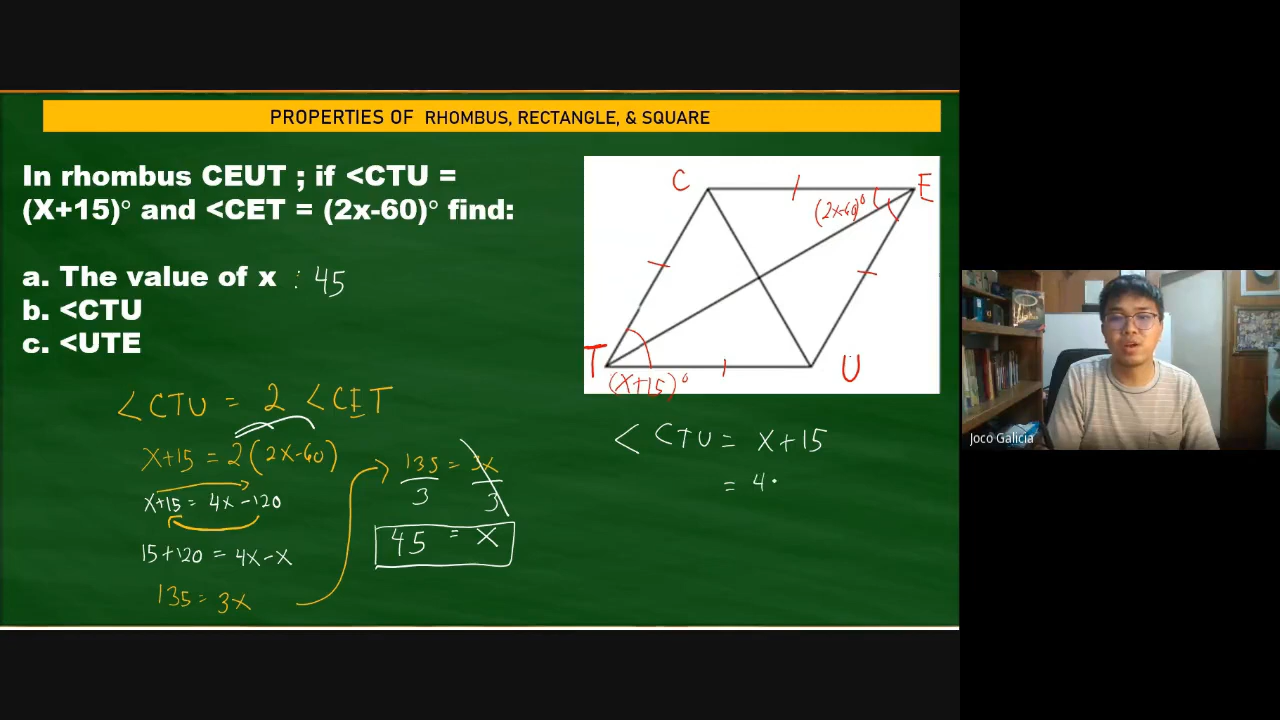 PROPERTIES OF RHOMBUS, RECTANGLE, & SQUARE
In rhombus CEUT ; if <CTU =
(X+15)° and <CET = (2x-60)° find:
a. The value of x : 45
b. <CTU
c. <UTE
<CTU = 2 <CET
x+15 = 2(2x-60)
x+15 = 4x-120
15+120 = 4x-x
135 = 3x
135 = 3x
3 3
45 = x
C
E
(2x-60)°
T
U
(x+15)°
< CTU = x+15
= 4
Joco Galicia